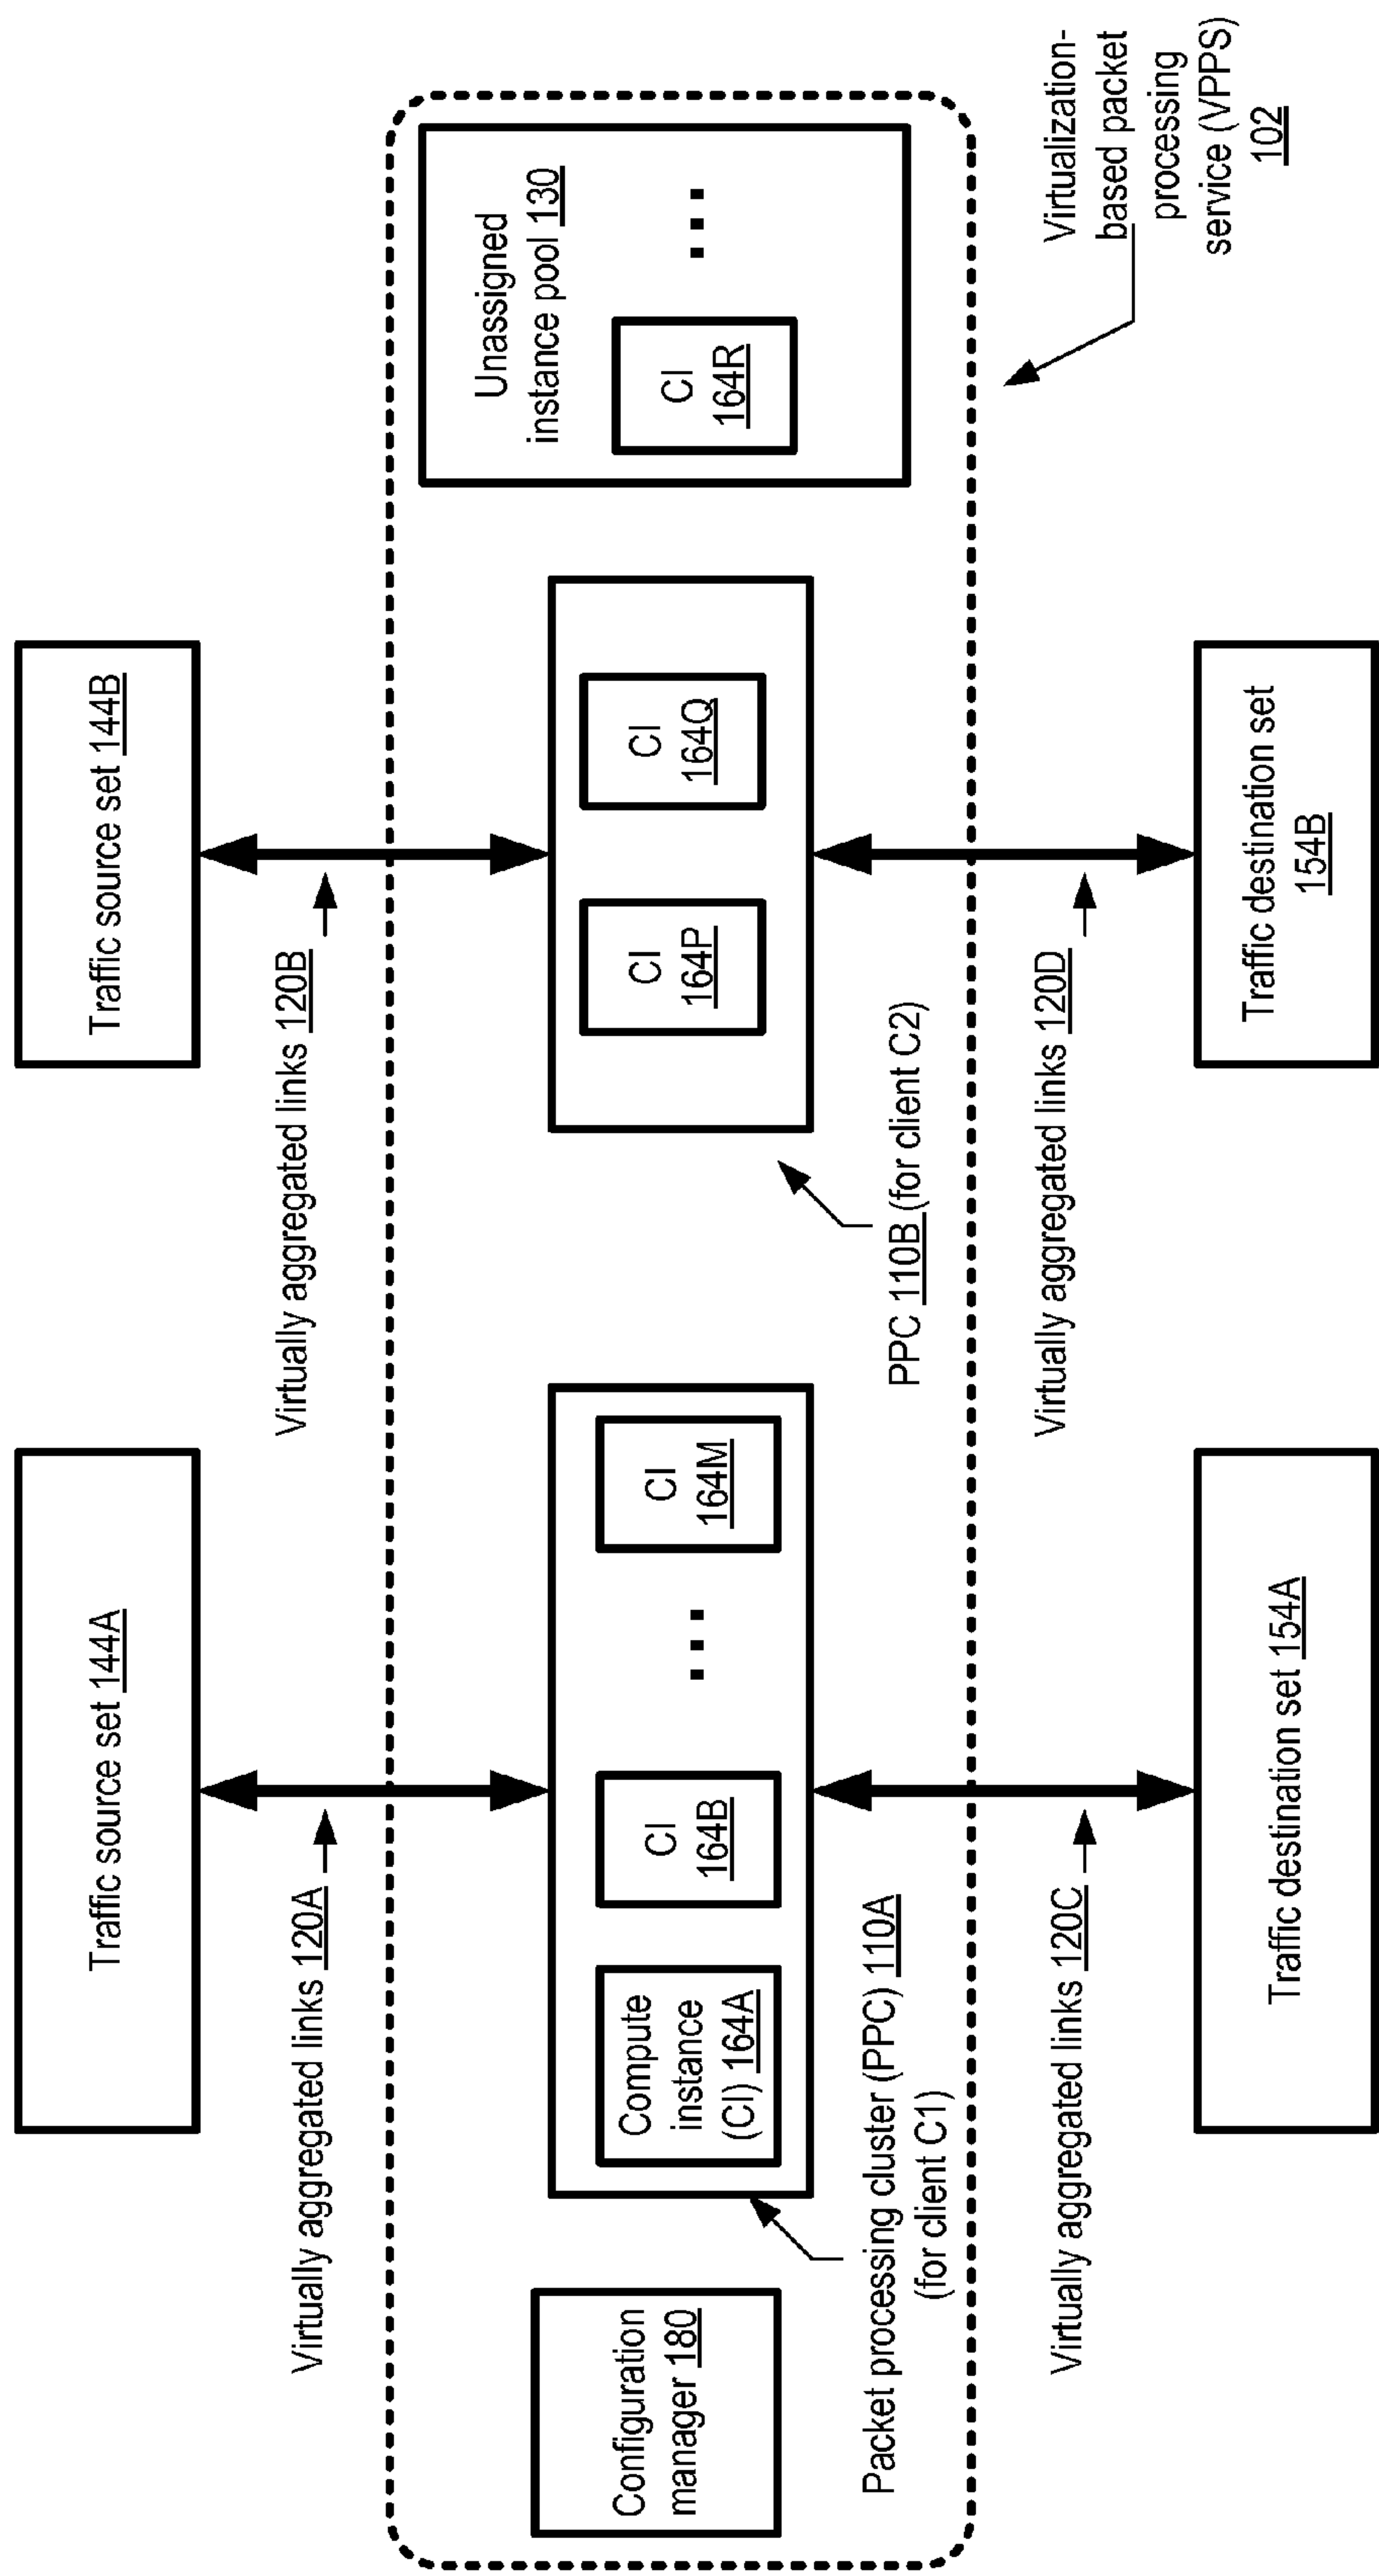 Traffic source set 144A
Traffic source set 144B
Virtually aggregated links 120A
Virtually aggregated links 120B
Configuration
manager 180
Compute
instance
(CI) 164A
CI
164B
...
CI
164M
CI
164P
CI
164Q
Unassigned
instance pool 130
CI
164R
...
Packet processing cluster (PPC) 110A
(for client C1)
PPC 110B (for client C2)
Virtually aggregated links 120C
Virtually aggregated links 120D
Virtualization-
based packet
processing
service (VPPS)
102
Traffic destination set 154A
Traffic destination set
154B